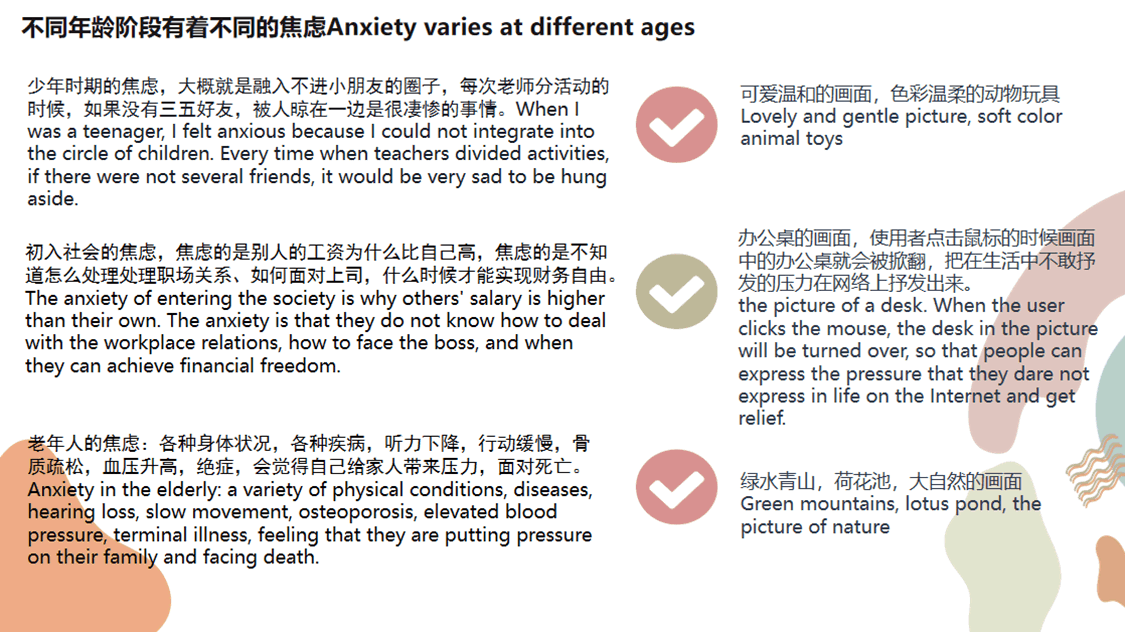 不同年龄阶段有着不同的焦虑Anxiety varies at different ages
少年时期的焦虑，大概就是融入不进小朋友的圈子，每次老师分活动的
时候，如果没有三五好友，被人晾在一边是很凄惨的事情。When I
was a teenager, I felt anxious because I could not integrate into
the circle of children. Every time when teachers divided activities,
if there were not several friends, it would be very sad to be hung
aside.
可爱温和的画面，色彩温柔的动物玩具
Lovely and gentle picture, soft color
animal toys
初入社会的焦虑，焦虑的是别人的工资为什么比自己高，焦虑的是不知
道怎么处理处理职场关系、如何面对上司，什么时候才能实现财务自由。
The anxiety of entering the society is why others' salary is higher
than their own. The anxiety is that they do not know how to deal
with the workplace relations, how to face the boss, and when
they can achieve financial freedom.
办公桌的画面，使用者点击鼠标的时候画面
中的办公桌就会被掀翻，把在生活中不敢抒
发的压力在网络上抒发出来。
the picture of a desk. When the user
clicks the mouse, the desk in the picture
will be turned over, so that people can
express the pressure that they dare not
express in life on the Internet and get
relief.
老年人的焦虑：各种身体状况，各种疾病，听力下降，行动缓慢，骨
质疏松，血压升高，绝症，会觉得自己给家人带来压力，面对死亡。
Anxiety in the elderly: a variety of physical conditions, diseases,
hearing loss, slow movement, osteoporosis, elevated blood
pressure, terminal illness, feeling that they are putting pressure
on their family and facing death.
绿水青山，荷花池，大自然的画面
Green mountains, lotus pond, the
picture of nature